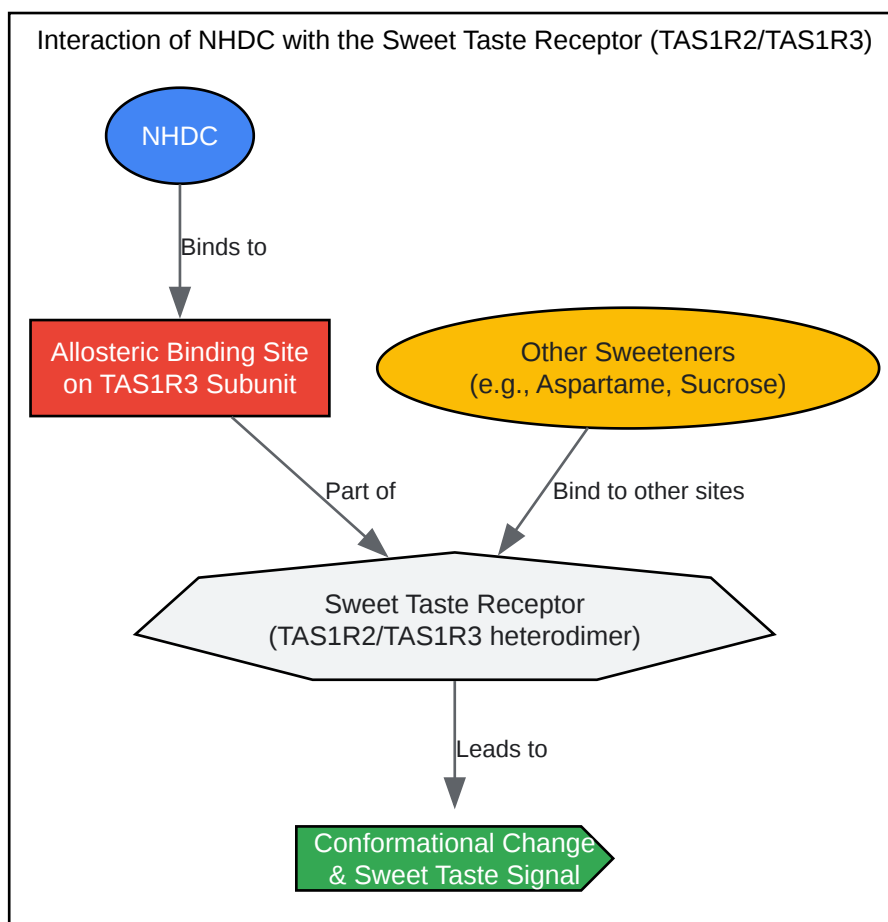 Interaction of NHDC with the Sweet Taste Receptor (TAS1R2/TAS1R3)
NHDC
Binds to
Allosteric Binding Site
on TAS1R3 Subunit
Other Sweeteners
(e.g., Aspartame, Sucrose)
Part of
Bind to other sites
Sweet Taste Receptor
(TAS1R2/TAS1R3 heterodimer)
Leads to
Conformational Change
& Sweet Taste Signal